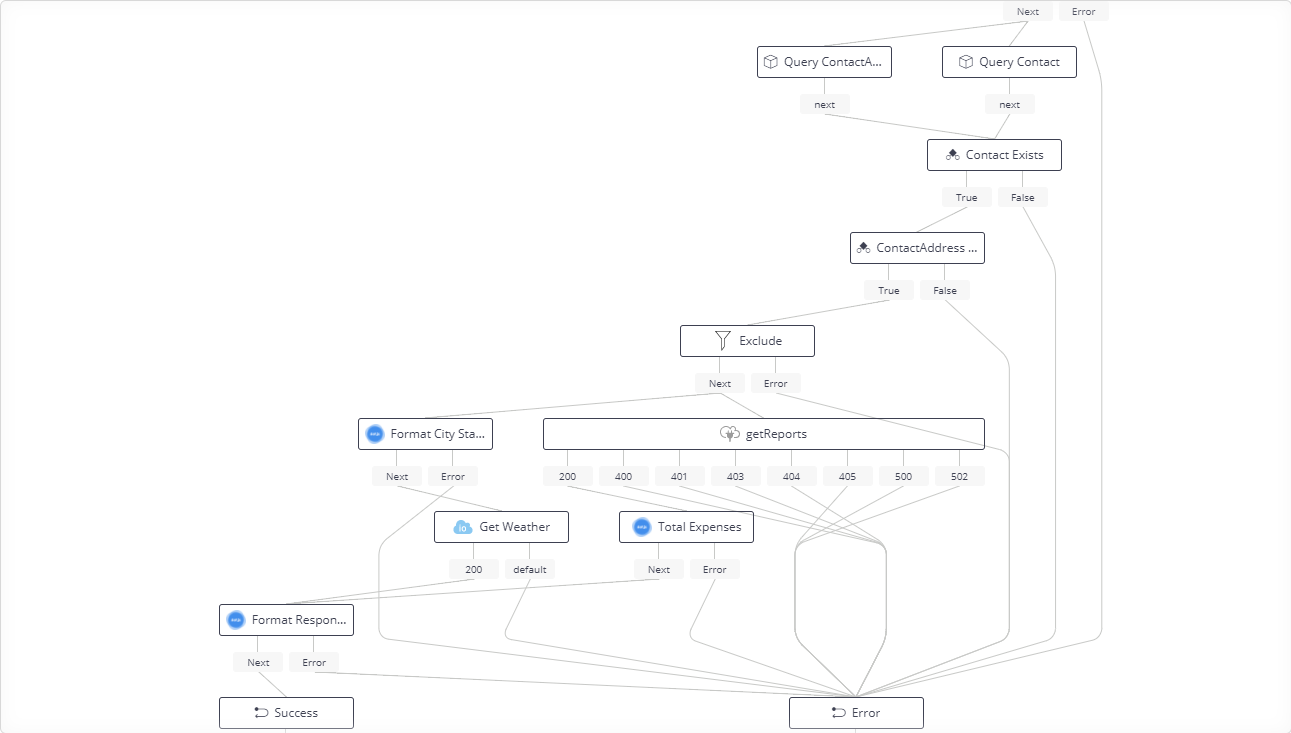 Next Error
Query ContactA... Query Contact
next next
Contact Exists
True False
ContactAddress ...
True False
Exclude
Next Error
Format City Sta... getReports
Next Error 200 400 401 403 404 405 500 502
Get Weather Total Expenses
200 default Next Error
Format Respon...
Next Error
Success Error